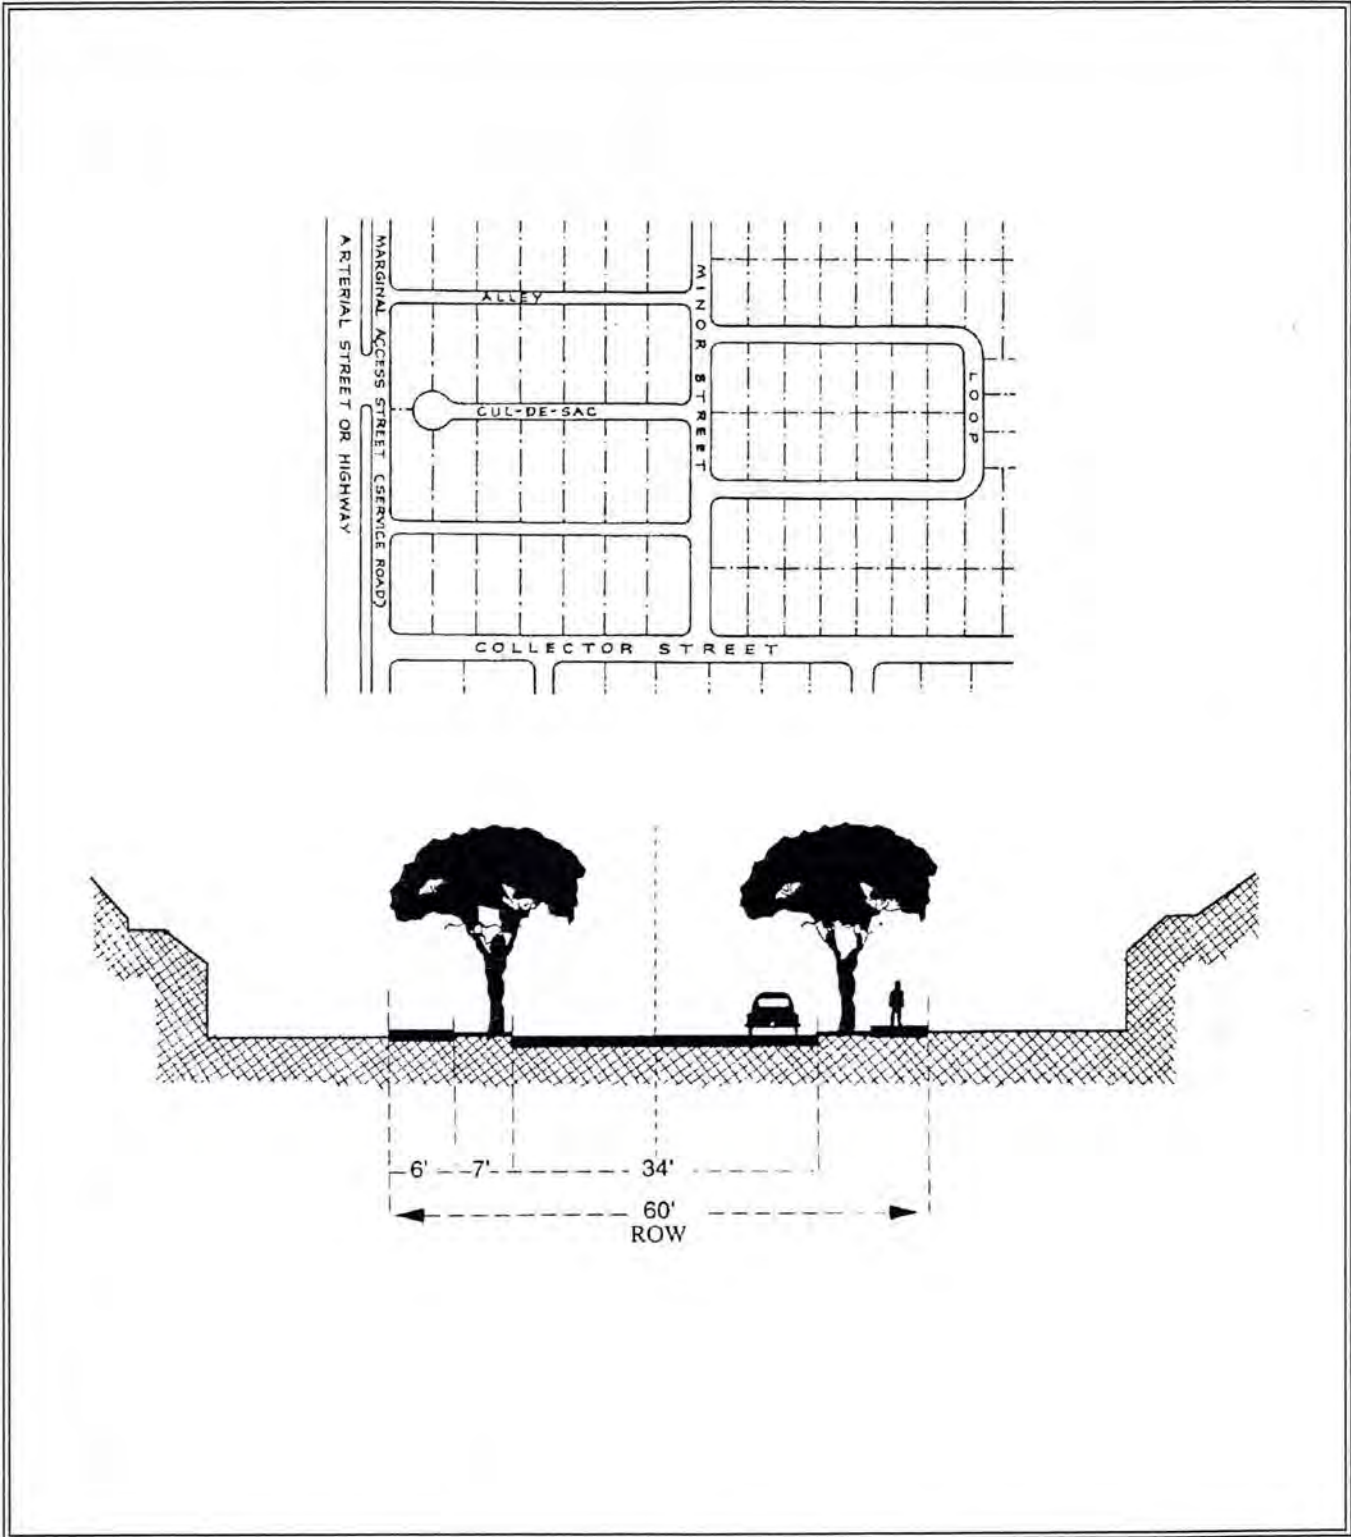 ARTERIAL STREET OR HIGHWAY
MARGINAL ACCESS STREET (SERVICE ROAD)
ALLEY
MINOR STREET
CUL-DE-SAC
LOOP
COLLECTOR STREET
6' 7' 34'
60'
ROW